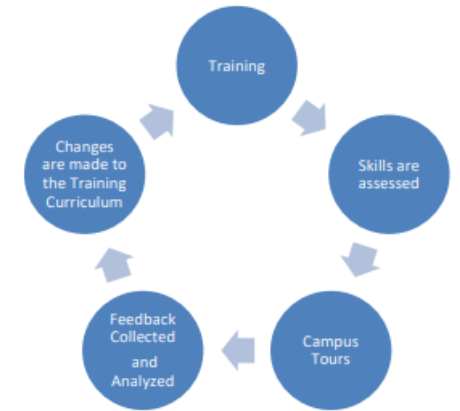 Training
Skills are
assessed
Campus
Tours
Feedback
Collected
and
Analyzed
Changes
are made to
the Training
Curriculum